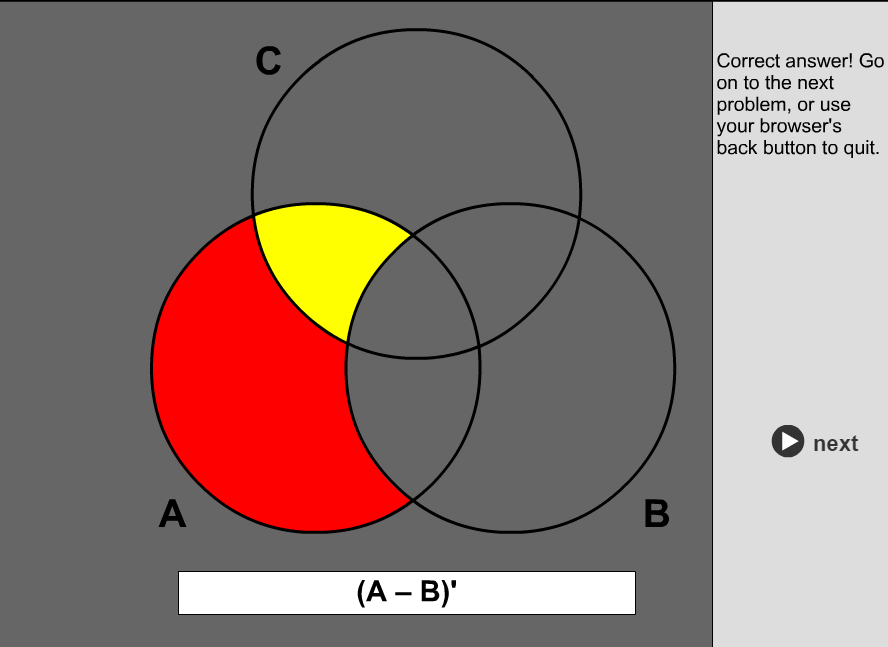 C
Correct answer! Go
on to the next
problem, or use
your browser's
back button to quit.
next
A
B
(A – B)'